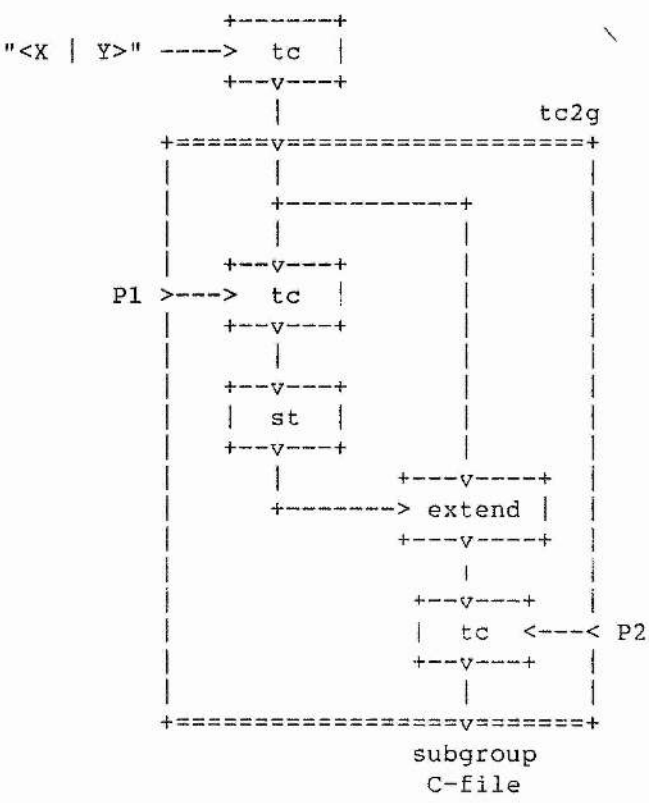 "<X | Y>" ----> tc
tc2g
P1 >---> tc
st
extend
tc <---< P2
subgroup
C-file